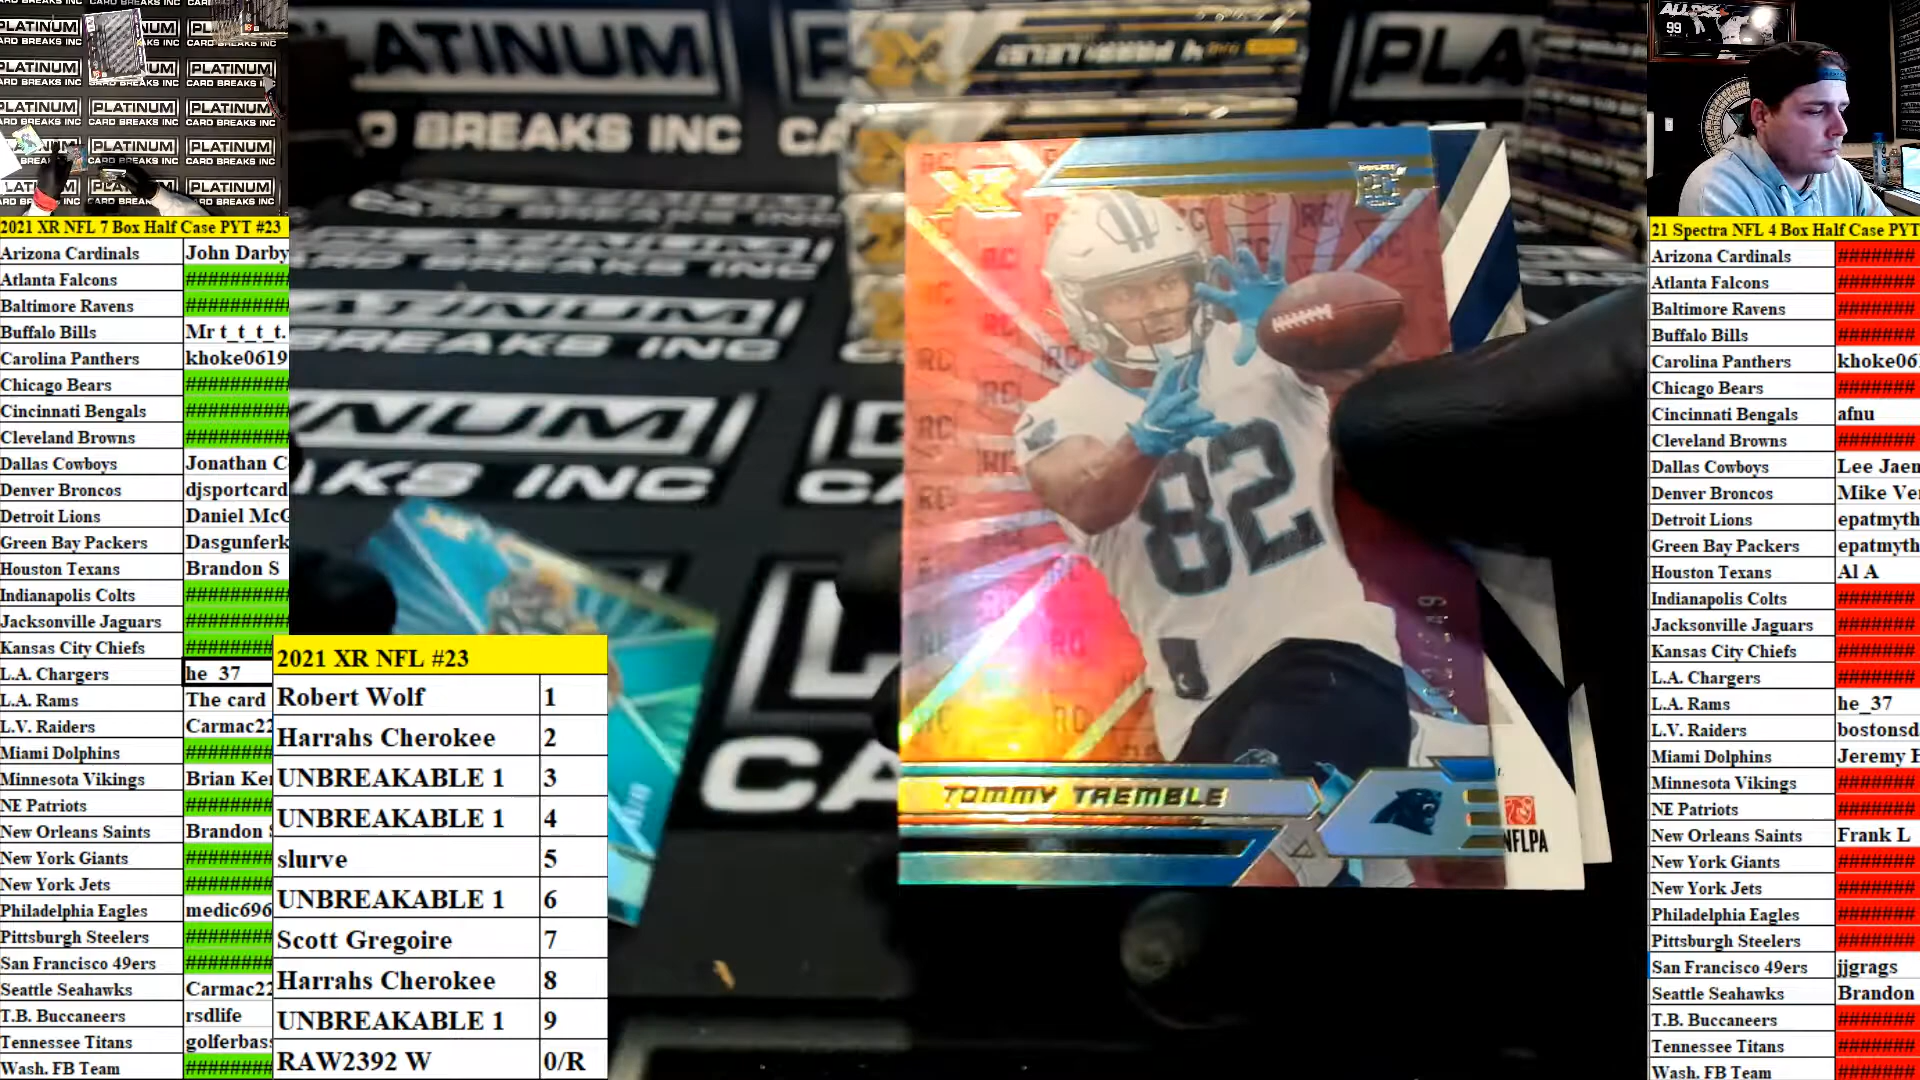 2021 XR NFL 7 Box Half Case PYT #23
Arizona Cardinals John Darby
Atlanta Falcons ##########
Baltimore Ravens ##########
Buffalo Bills Mr t_t_t_t.
Carolina Panthers khoke0619
Chicago Bears ##########
Cincinnati Bengals ##########
Cleveland Browns ##########
Dallas Cowboys Jonathan C
Denver Broncos djsportcard
Detroit Lions Daniel McG
Green Bay Packers Dasgunferk
Houston Texans Brandon S
Indianapolis Colts ##########
Jacksonville Jaguars ##########
Kansas City Chiefs ##########
L.A. Chargers he_37
L.A. Rams The card
L.V. Raiders Carmac22
Miami Dolphins ########
Minnesota Vikings Brian Ker
NE Patriots ########
New Orleans Saints Brandon
New York Giants ########
New York Jets ########
Philadelphia Eagles medic696
Pittsburgh Steelers ########
San Francisco 49ers ########
Seattle Seahawks Carmac22
T.B. Buccaneers rsdlife
Tennessee Titans golferbas
Wash. FB Team ########
2021 XR NFL #23
Robert Wolf 1
Harrahs Cherokee 2
UNBREAKABLE 1 3
UNBREAKABLE 1 4
slurve 5
UNBREAKABLE 1 6
Scott Gregoire 7
Harrahs Cherokee 8
UNBREAKABLE 1 9
RAW2392 W 0/R
PLATINUM
CARD BREAKS INC
XR
RC
82
TOMMY TREMBLE
NFLPA
99
21 Spectra NFL 4 Box Half Case PYT
Arizona Cardinals #######
Atlanta Falcons #######
Baltimore Ravens #######
Buffalo Bills #######
Carolina Panthers khoke06
Chicago Bears #######
Cincinnati Bengals afnu
Cleveland Browns #######
Dallas Cowboys Lee Jaen
Denver Broncos Mike Ve
Detroit Lions epatmyth
Green Bay Packers epatmyth
Houston Texans Al A
Indianapolis Colts #######
Jacksonville Jaguars #######
Kansas City Chiefs #######
L.A. Chargers #######
L.A. Rams he_37
L.V. Raiders bostonsd
Miami Dolphins Jeremy
Minnesota Vikings #######
NE Patriots #######
New Orleans Saints Frank L
New York Giants #######
New York Jets #######
Philadelphia Eagles #######
Pittsburgh Steelers #######
San Francisco 49ers jjgrags
Seattle Seahawks Brandon
T.B. Buccaneers #######
Tennessee Titans #######
Wash. FB Team #######